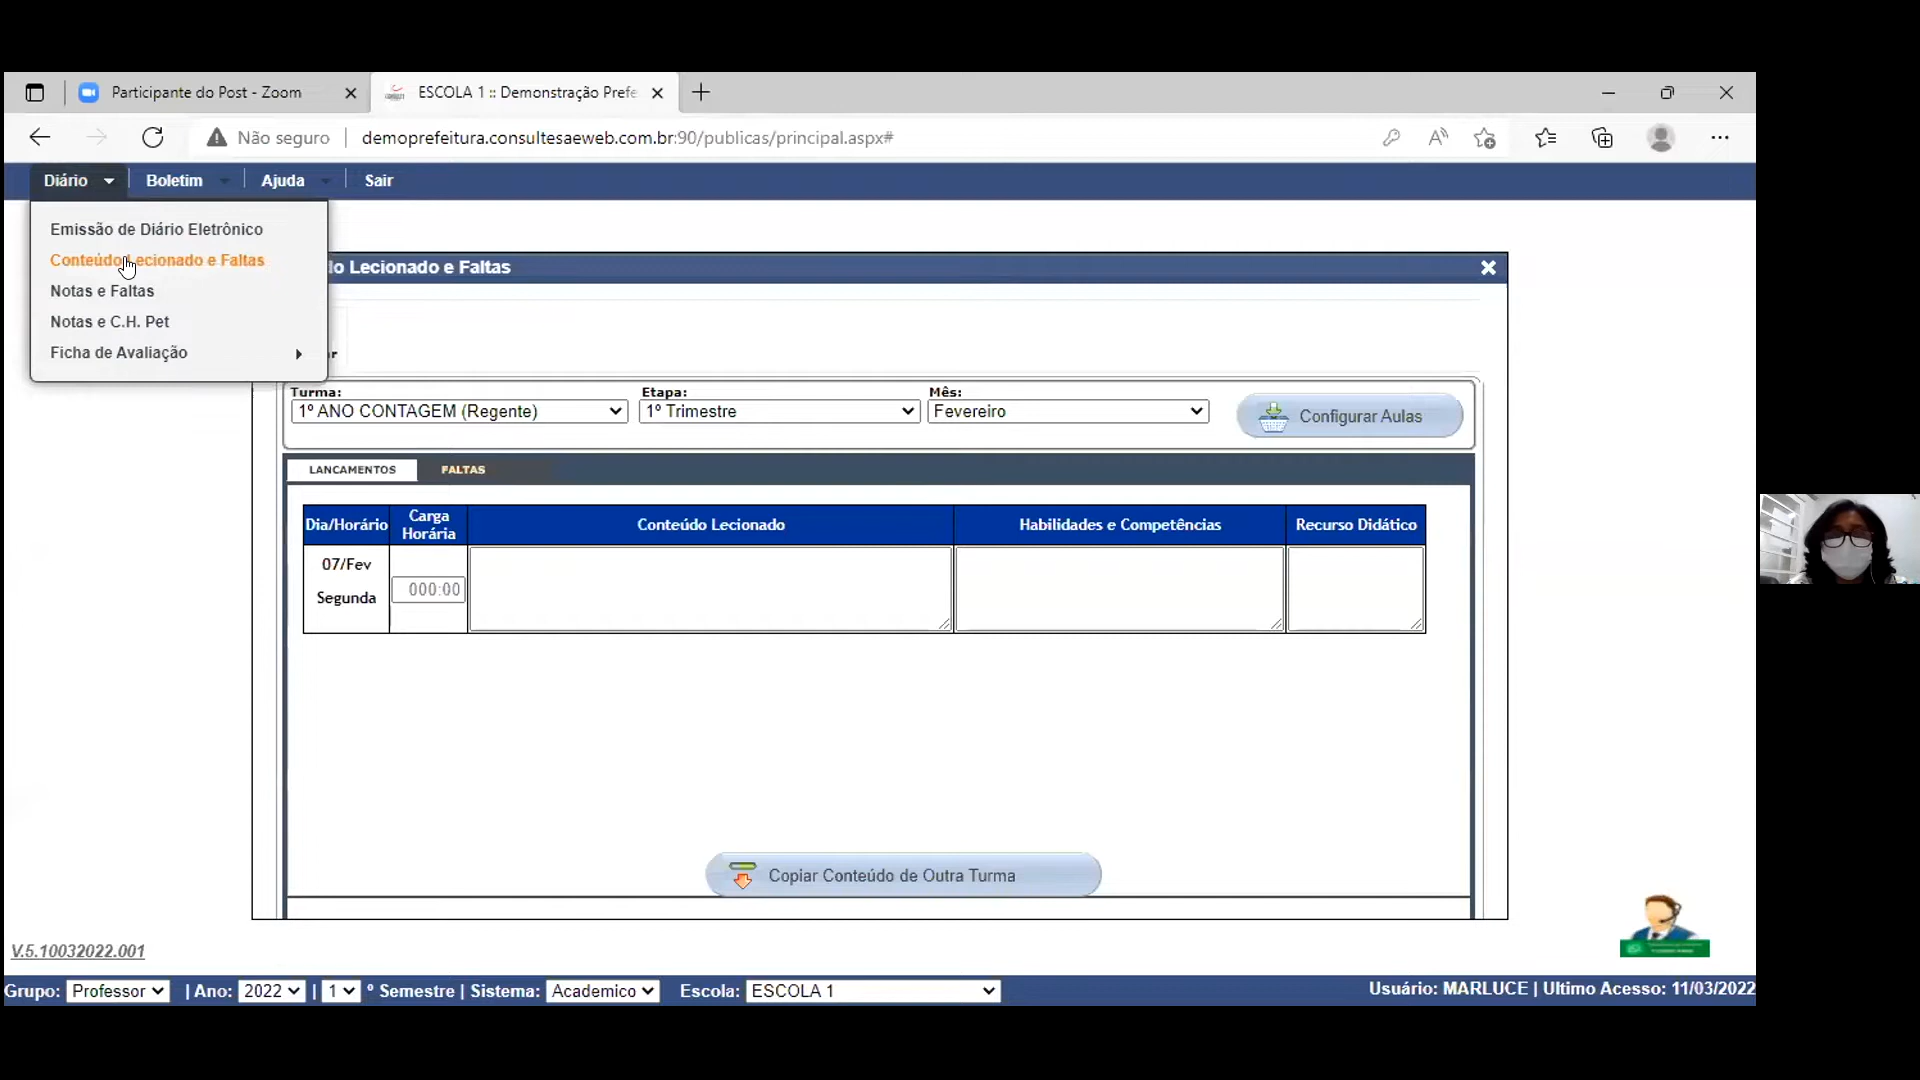 Participante do Post - Zoom
ESCOLA 1 :: Demonstração Prefe
Não seguro
demoprefeitura.consultesaeweb.com.br:90/publicas/principal.aspx#
Diário
Boletim
Ajuda
Sair
Emissão de Diário Eletrônico
Conteúdo Lecionado e Faltas
Notas e Faltas
Notas e C.H. Pet
Ficha de Avaliação
do Lecionado e Faltas
Turma:
Etapa:
Mês:
1º ANO CONTAGEM (Regente)
1º Trimestre
Fevereiro
Configurar Aulas
LANCAMENTOS
FALTAS
Dia/Horário
Carga Horária
Conteúdo Lecionado
Habilidades e Competências
Recurso Didático
07/Fev
Segunda
000:00
Copiar Conteúdo de Outra Turma
V.5.10032022.001
Grupo: Professor | Ano: 2022 | 1 º Semestre | Sistema: Academico Escola: ESCOLA 1
Usuário: MARLUCE | Ultimo Acesso: 11/03/2022